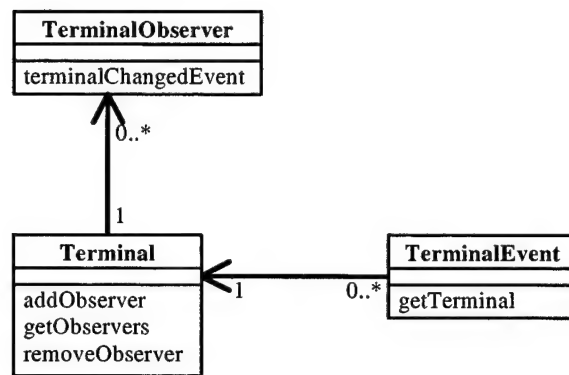 TerminalObserver
terminalChangedEvent
0..*
1
Terminal
addObserver
getObservers
removeObserver
1
0..*
TerminalEvent
getTerminal